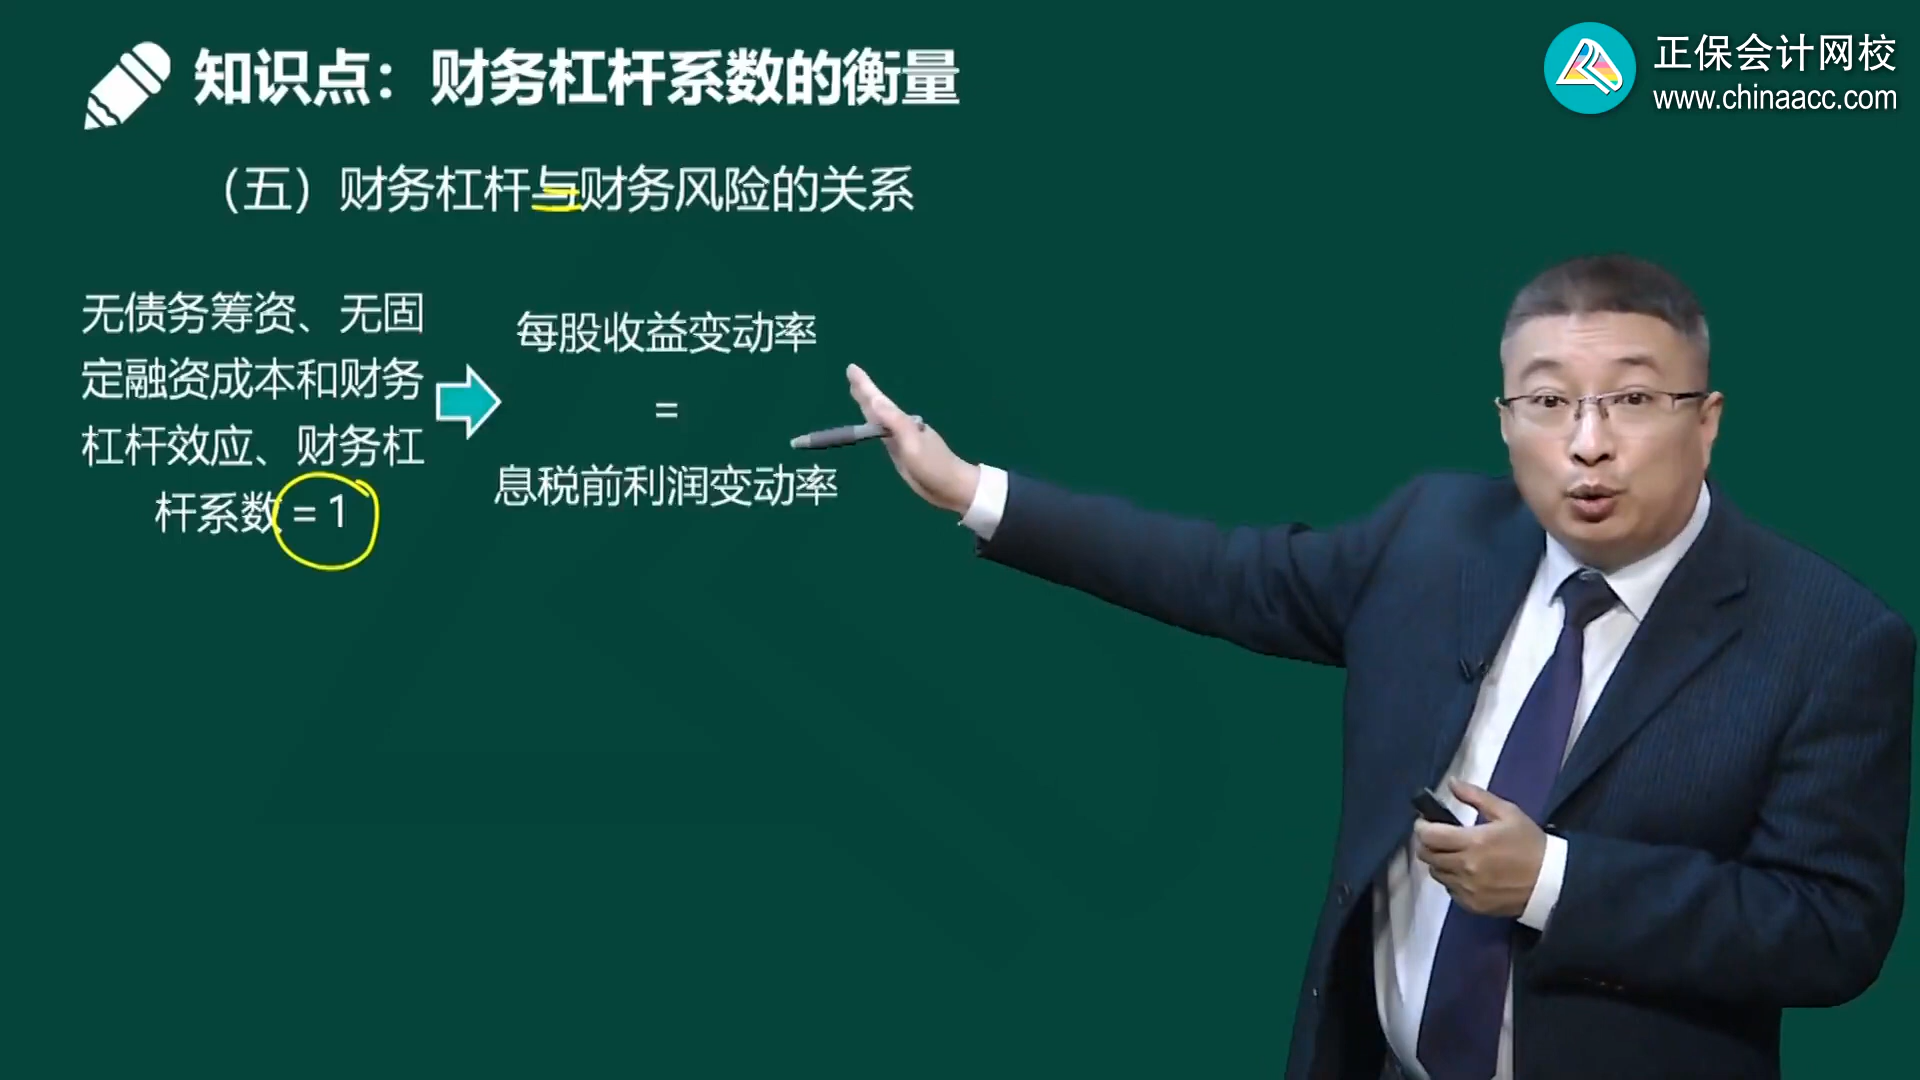 知识点：财务杠杆系数的衡量
正保会计网校
www.chinaacc.com
（五）财务杠杆与财务风险的关系
无债务筹资、无固
定融资成本和财务
杠杆效应、财务杠
杆系数 = 1
每股收益变动率
=
息税前利润变动率